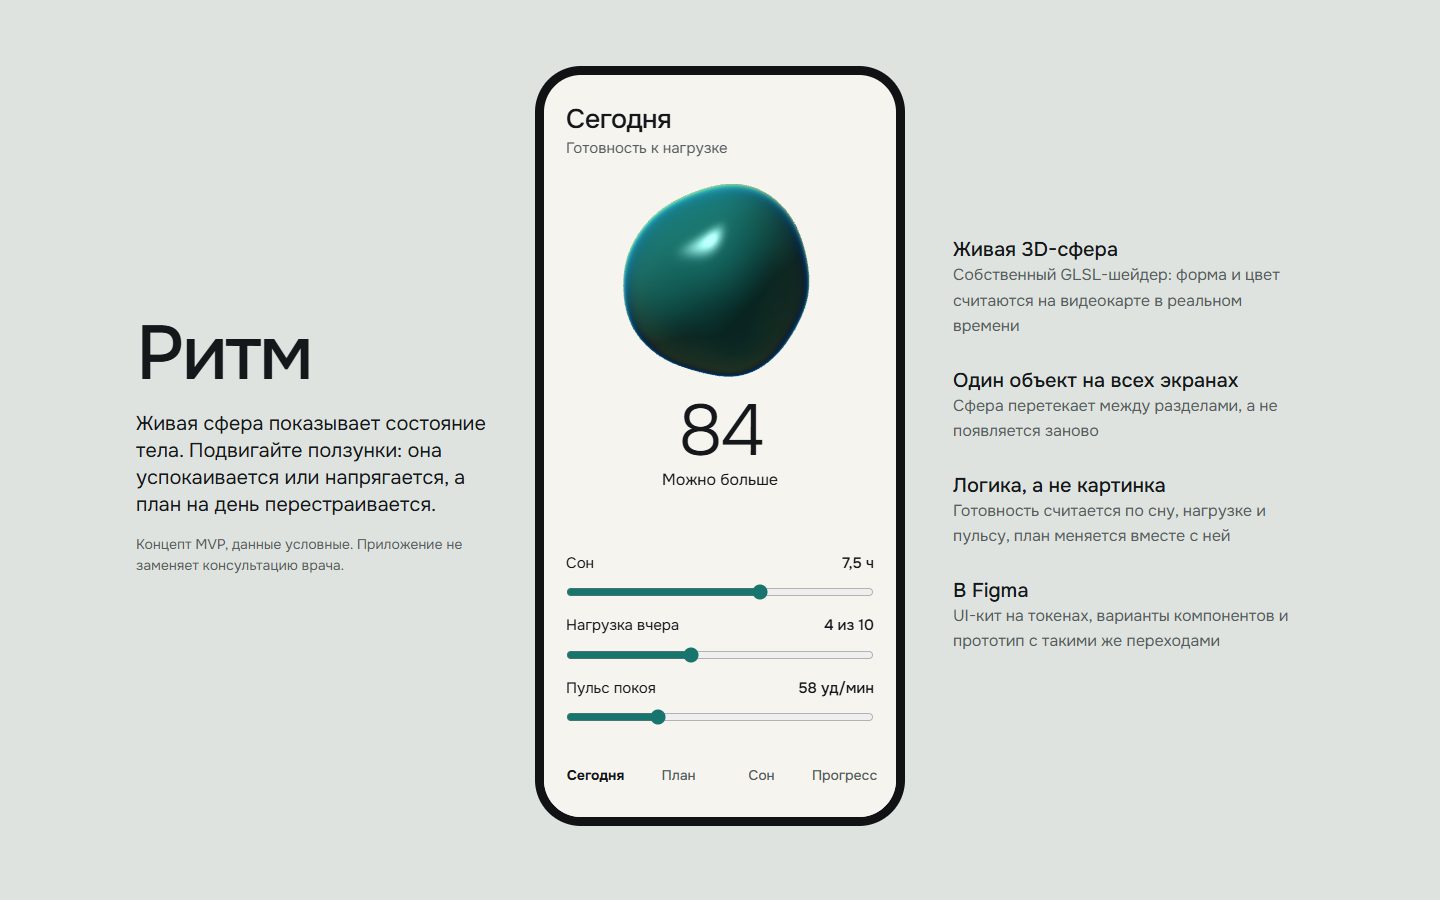 Ритм
Живая сфера показывает состояние
тела. Подвигайте ползунки: она
успокаивается или напрягается, а
план на день перестраивается.
Концепт MVP, данные условные. Приложение не
заменяет консультацию врача.
Сегодня
Готовность к нагрузке
84
Можно больше
Сон 7,5 ч
Нагрузка вчера 4 из 10
Пульс покоя 58 уд/мин
Сегодня План Сон Прогресс
Живая 3D-сфера
Собственный GLSL-шейдер: форма и цвет
считаются на видеокарте в реальном
времени
Один объект на всех экранах
Сфера перетекает между разделами, а не
появляется заново
Логика, а не картинка
Готовность считается по сну, нагрузке и
пульсу, план меняется вместе с ней
В Figma
UI-кит на токенах, варианты компонентов и
прототип с такими же переходами